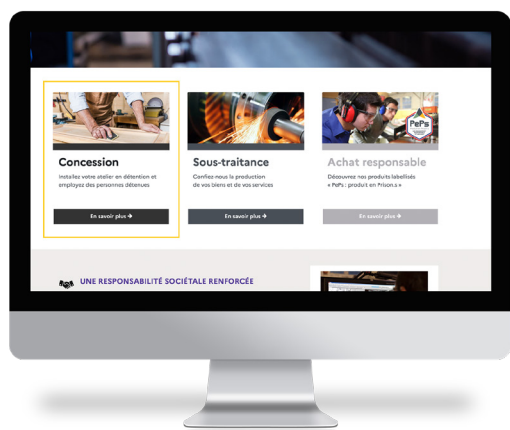 Concession
Installez votre atelier en détention et
employez des personnes détenues
En savoir plus →
Sous-traitance
Confiez-nous la production
de vos biens et de vos services
En savoir plus →
PePs
Achat responsable
Découvrez nos produits labellisés
« PePs : produit en Prison.s »
En savoir plus →
UNE RESPONSABILITÉ SOCIÉTALE RENFORCÉE